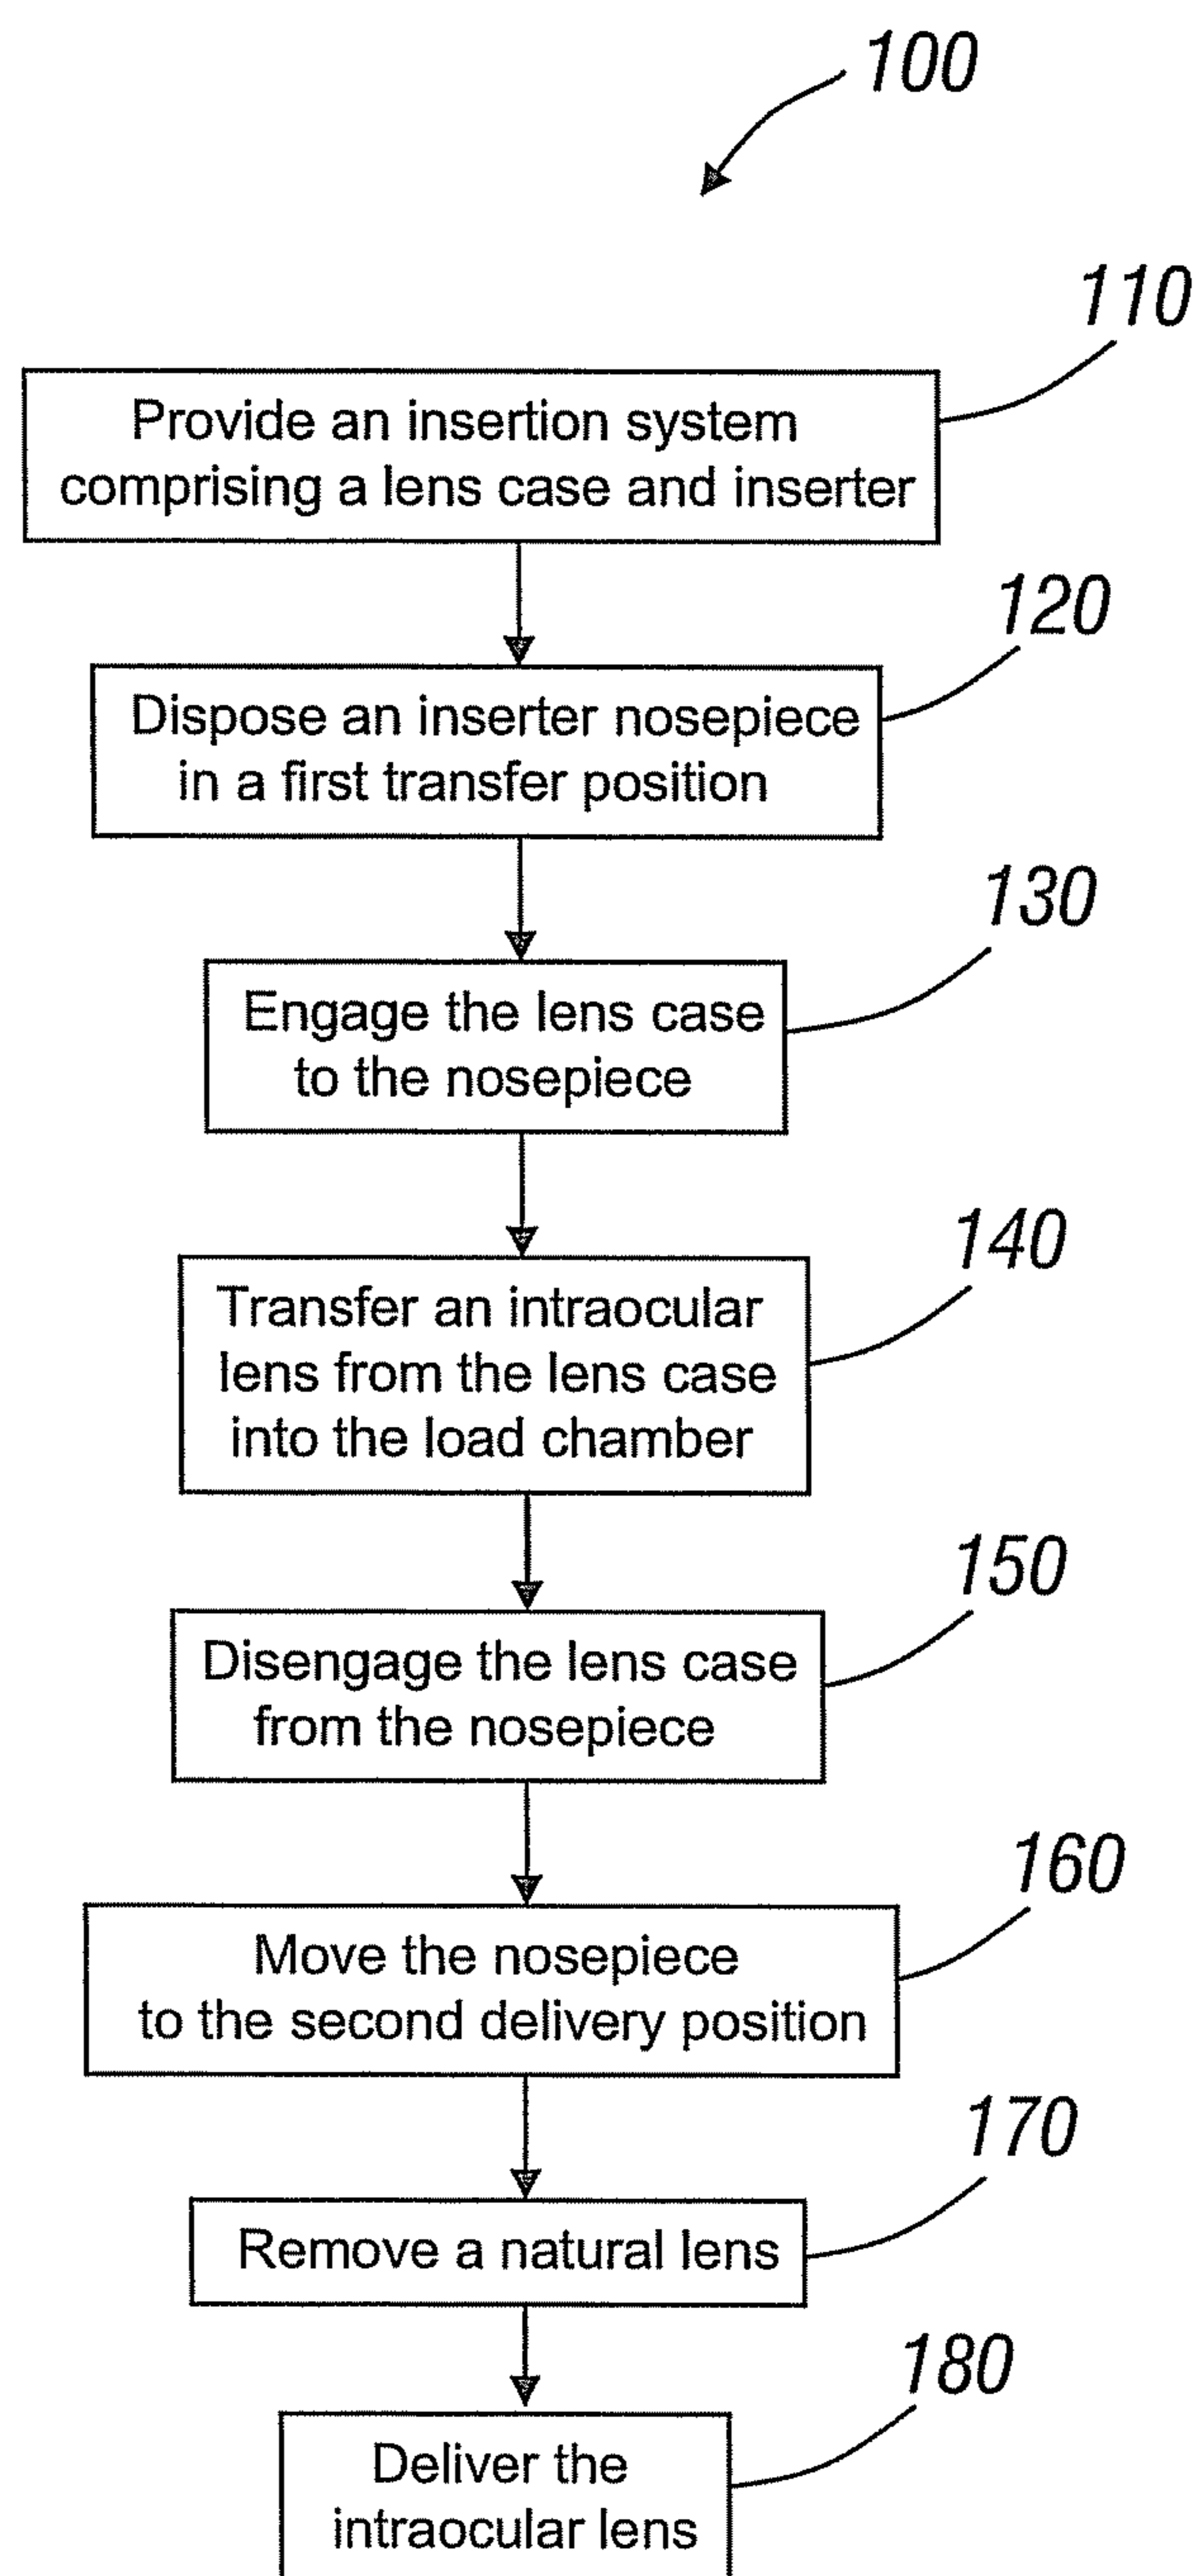 100
110
Provide an insertion system
comprising a lens case and inserter
120
Dispose an inserter nosepiece
in a first transfer position
130
Engage the lens case
to the nosepiece
140
Transfer an intraocular
lens from the lens case
into the load chamber
150
Disengage the lens case
from the nosepiece
160
Move the nosepiece
to the second delivery position
170
Remove a natural lens
180
Deliver the
intraocular lens